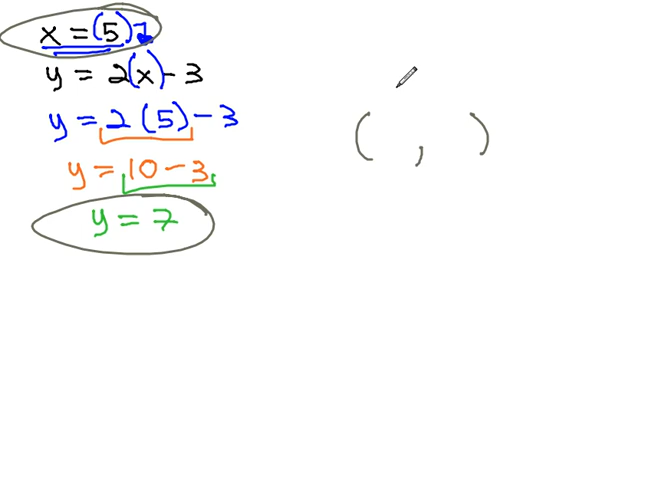 x = (5)
y = 2(x) - 3
y = 2(5) - 3
y = 10 - 3
y = 7
( , )